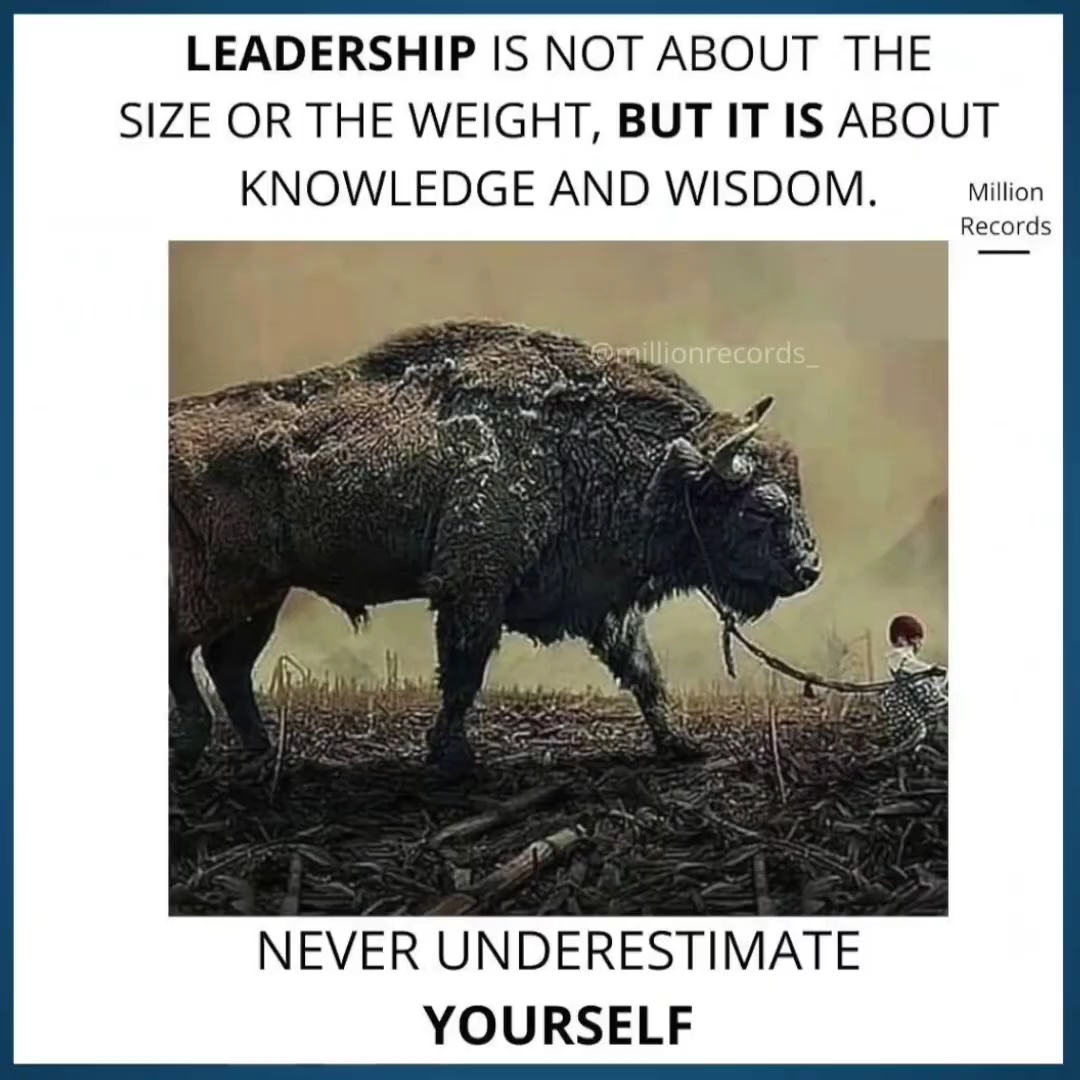 LEADERSHIP IS NOT ABOUT THE
SIZE OR THE WEIGHT, BUT IT IS ABOUT
KNOWLEDGE AND WISDOM.
Million
Records
@millionrecords_
NEVER UNDERESTIMATE
YOURSELF